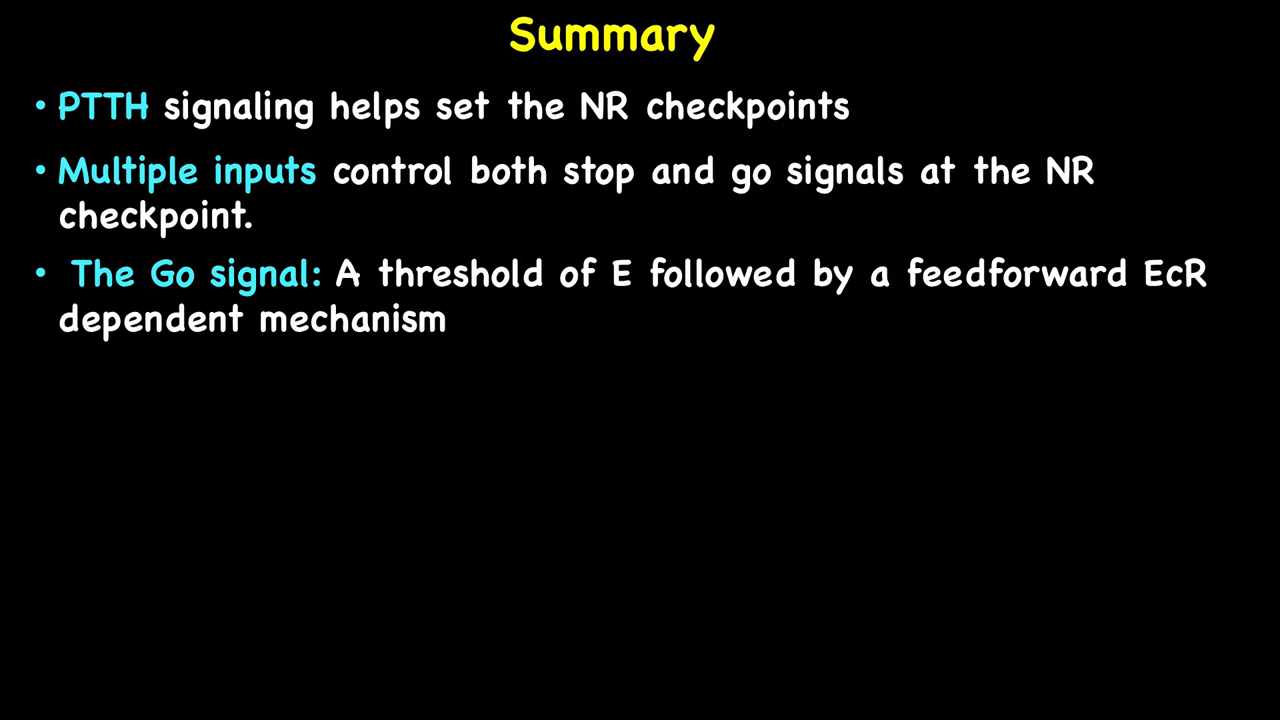 Summary
• PTTH signaling helps set the NR checkpoints
• Multiple inputs control both stop and go signals at the NR
checkpoint.
• The Go signal: A threshold of E followed by a feedforward EcR
dependent mechanism